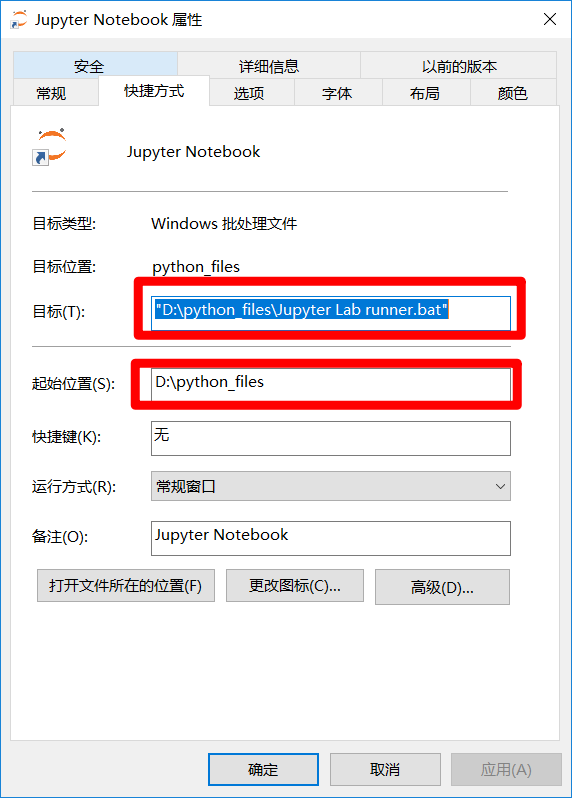 Jupyter Notebook 属性
安全 详细信息 以前的版本
常规 快捷方式 选项 字体 布局 颜色
Jupyter Notebook
目标类型: Windows 批处理文件
目标位置: python_files
目标(T): "D:\python_files\Jupyter Lab runner.bat"
起始位置(S): D:\python_files
快捷键(K): 无
运行方式(R): 常规窗口
备注(O): Jupyter Notebook
打开文件所在的位置(F) 更改图标(C)... 高级(D)...
确定 取消 应用(A)